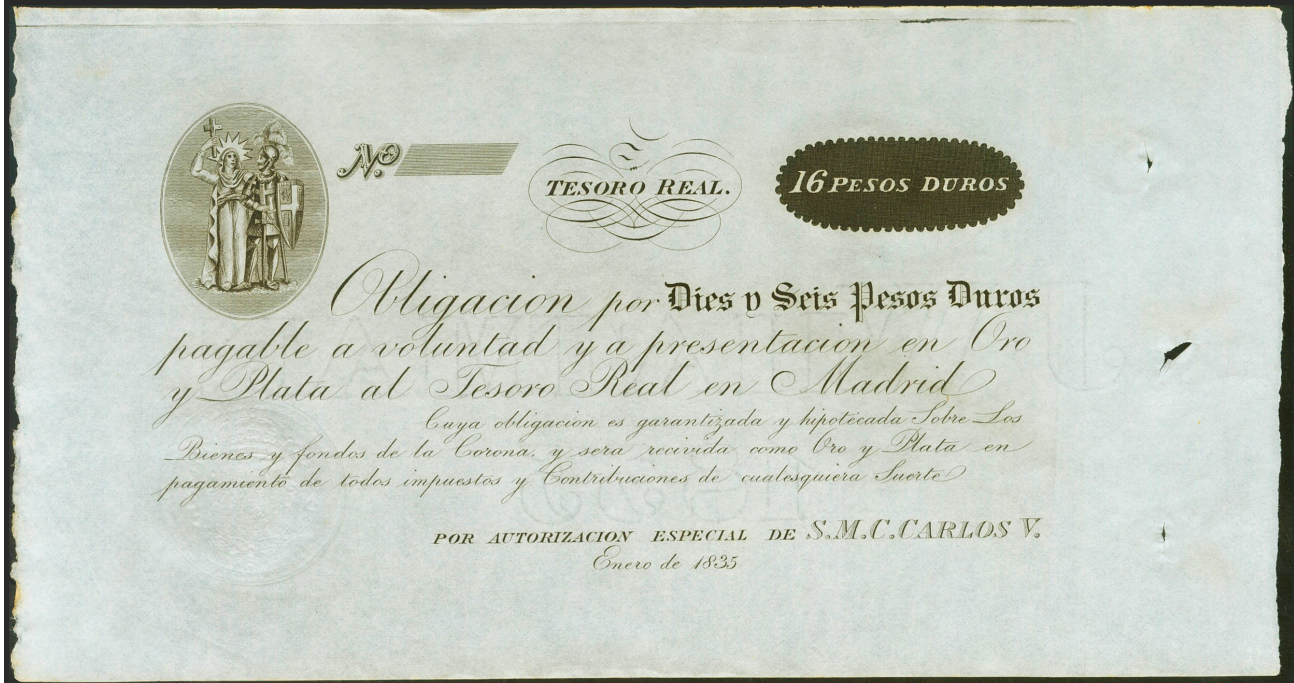 No.
TESORO REAL.
16 PESOS DUROS
Obligacion por Dies y Seis Pesos Duros
pagable a voluntad y a presentacion en Oro
y Plata al Tesoro Real en Madrid
Cuya obligacion es garantizada y hipotécada Sobre Los
Bienes y fondos de la Corona, y sera recivida como Oro y Plata en
pagamiento de todos impuestos y Contribuciones de cualesquiera Suerte
POR AUTORIZACION ESPECIAL DE S.M.C. CARLOS V.
Enero de 1835